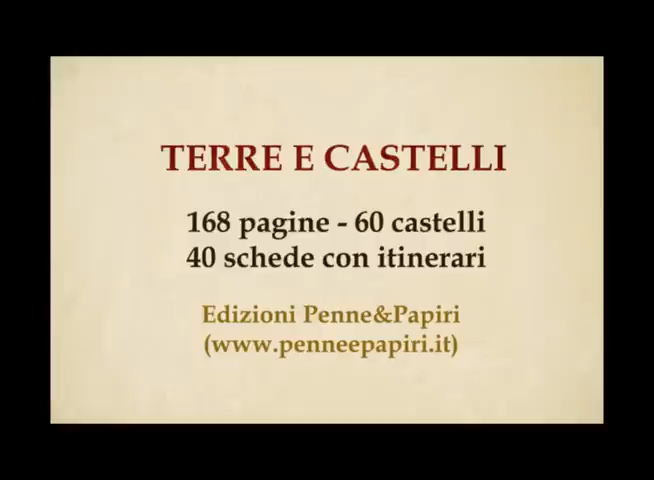 TERRE E CASTELLI
168 pagine - 60 castelli
40 schede con itinerari
Edizioni Penne&Papiri
(www.penneepapiri.it)